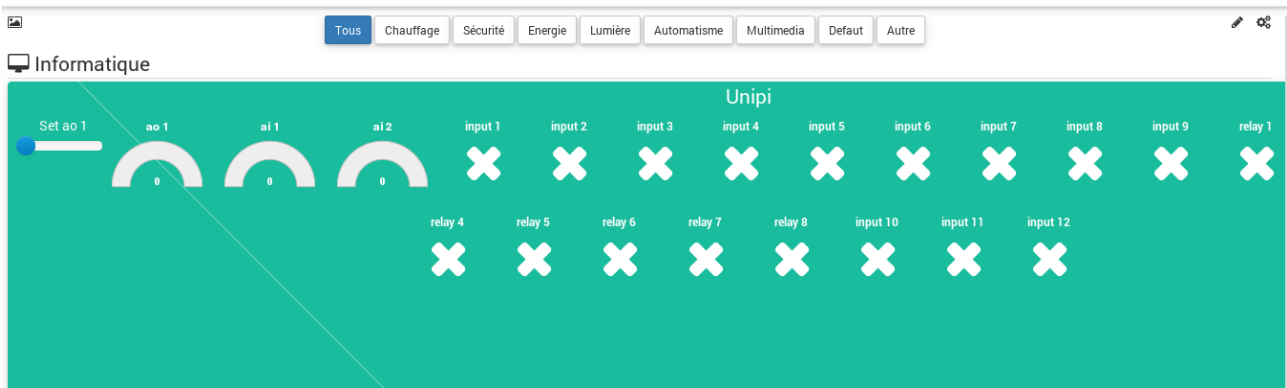 Tous Chauffage Sécurité Energie Lumière Automatisme Multimedia Defaut Autre
Informatique
Unipi
Set ao 1 ao 1 ai 1 ai 2 input 1 input 2 input 3 input 4 input 5 input 6 input 7 input 8 input 9 relay 1
0 0 0
relay 4 relay 5 relay 6 relay 7 relay 8 input 10 input 11 input 12